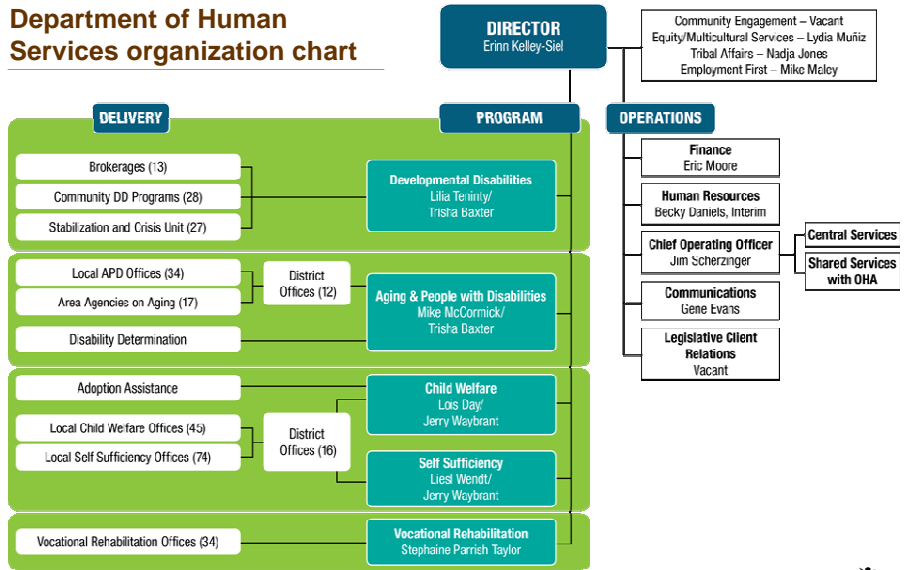 Department of Human
Services organization chart
DIRECTOR
Erinn Kelley-Siel
Community Engagement – Vacant
Equity/Multicultural Services – Lydia Muñiz
Tribal Affairs – Nadja Jones
Employment First – Mike Maley
DELIVERY
PROGRAM
OPERATIONS
Brokerages (13)
Community DD Programs (28)
Stabilization and Crisis Unit (27)
Developmental Disabilities
Lilia Teninty/
Trisha Baxter
Local APD Offices (34)
Area Agencies on Aging (17)
Disability Determination
District
Offices (12)
Aging & People with Disabilities
Mike McCormick/
Trisha Baxter
Adoption Assistance
Local Child Welfare Offices (45)
Local Self Sufficiency Offices (74)
District
Offices (16)
Child Welfare
Lois Day/
Jerry Waybrant
Self Sufficiency
Liesl Wendt/
Jerry Waybrant
Vocational Rehabilitation Offices (34)
Vocational Rehabilitation
Stephaine Parrish Taylor
Finance
Eric Moore
Human Resources
Becky Daniels, Interim
Chief Operating Officer
Jim Scherzinger
Central Services
Shared Services
with OHA
Communications
Gene Evans
Legislative Client
Relations
Vacant